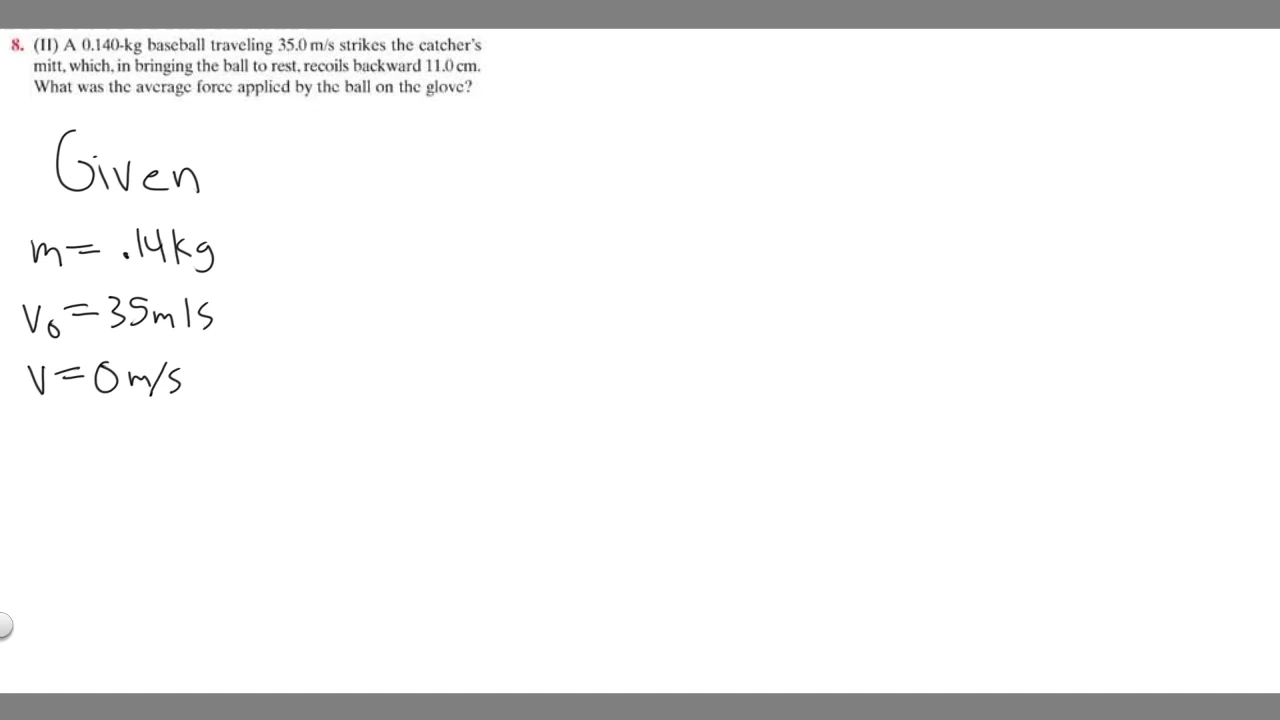 8. (II) A 0.140-kg baseball traveling 35.0 m/s strikes the catcher's
mitt, which, in bringing the ball to rest, recoils backward 11.0 cm.
What was the average force applied by the ball on the glove?
Given
m = .14kg
v₀ = 35m/s
v = 0m/s